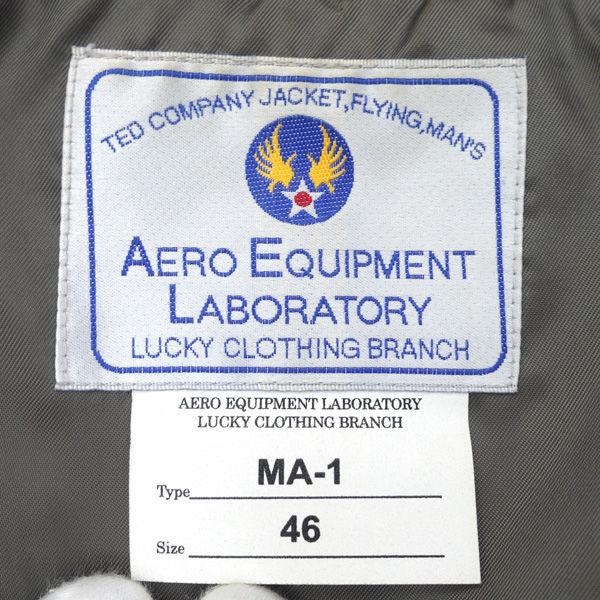 TED COMPANY JACKET,FLYING,MAN'S
AERO EQUIPMENT
LABORATORY
LUCKY CLOTHING BRANCH
AERO EQUIPMENT LABORATORY
LUCKY CLOTHING BRANCH
Type MA-1
Size 46